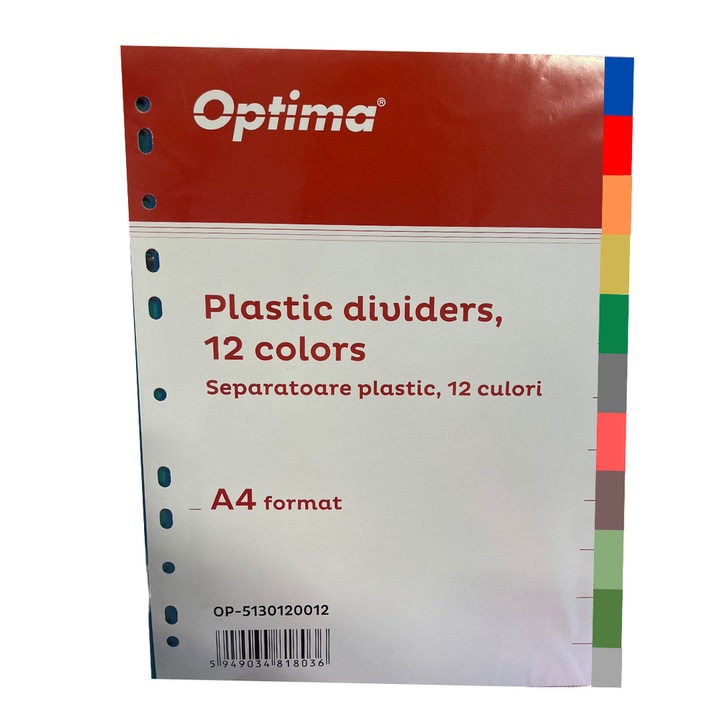 Optima®
Plastic dividers,
12 colors
Separatoare plastic, 12 culori
A4 format
OP-5130120012
5 949034 818036